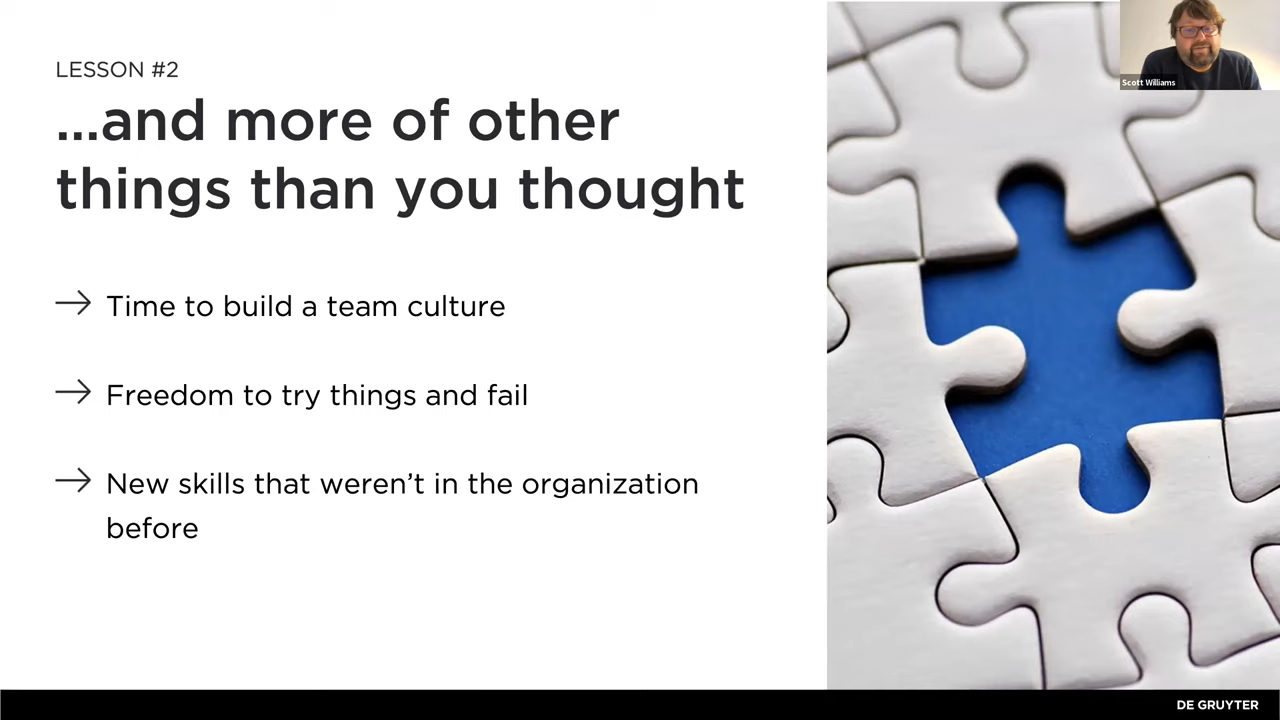 LESSON #2
...and more of other
things than you thought
→ Time to build a team culture
→ Freedom to try things and fail
→ New skills that weren’t in the organization
before
Scott Williams
DE GRUYTER